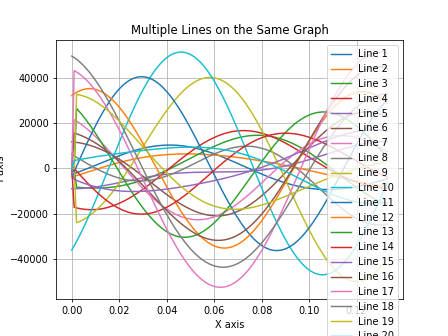 Multiple Lines on the Same Graph
40000
20000
0
−20000
−40000
0.00 0.02 0.04 0.06 0.08 0.10
X axis
Line 1
Line 2
Line 3
Line 4
Line 5
Line 6
Line 7
Line 8
Line 9
Line 10
Line 11
Line 12
Line 13
Line 14
Line 15
Line 16
Line 17
Line 18
Line 19
Line 20